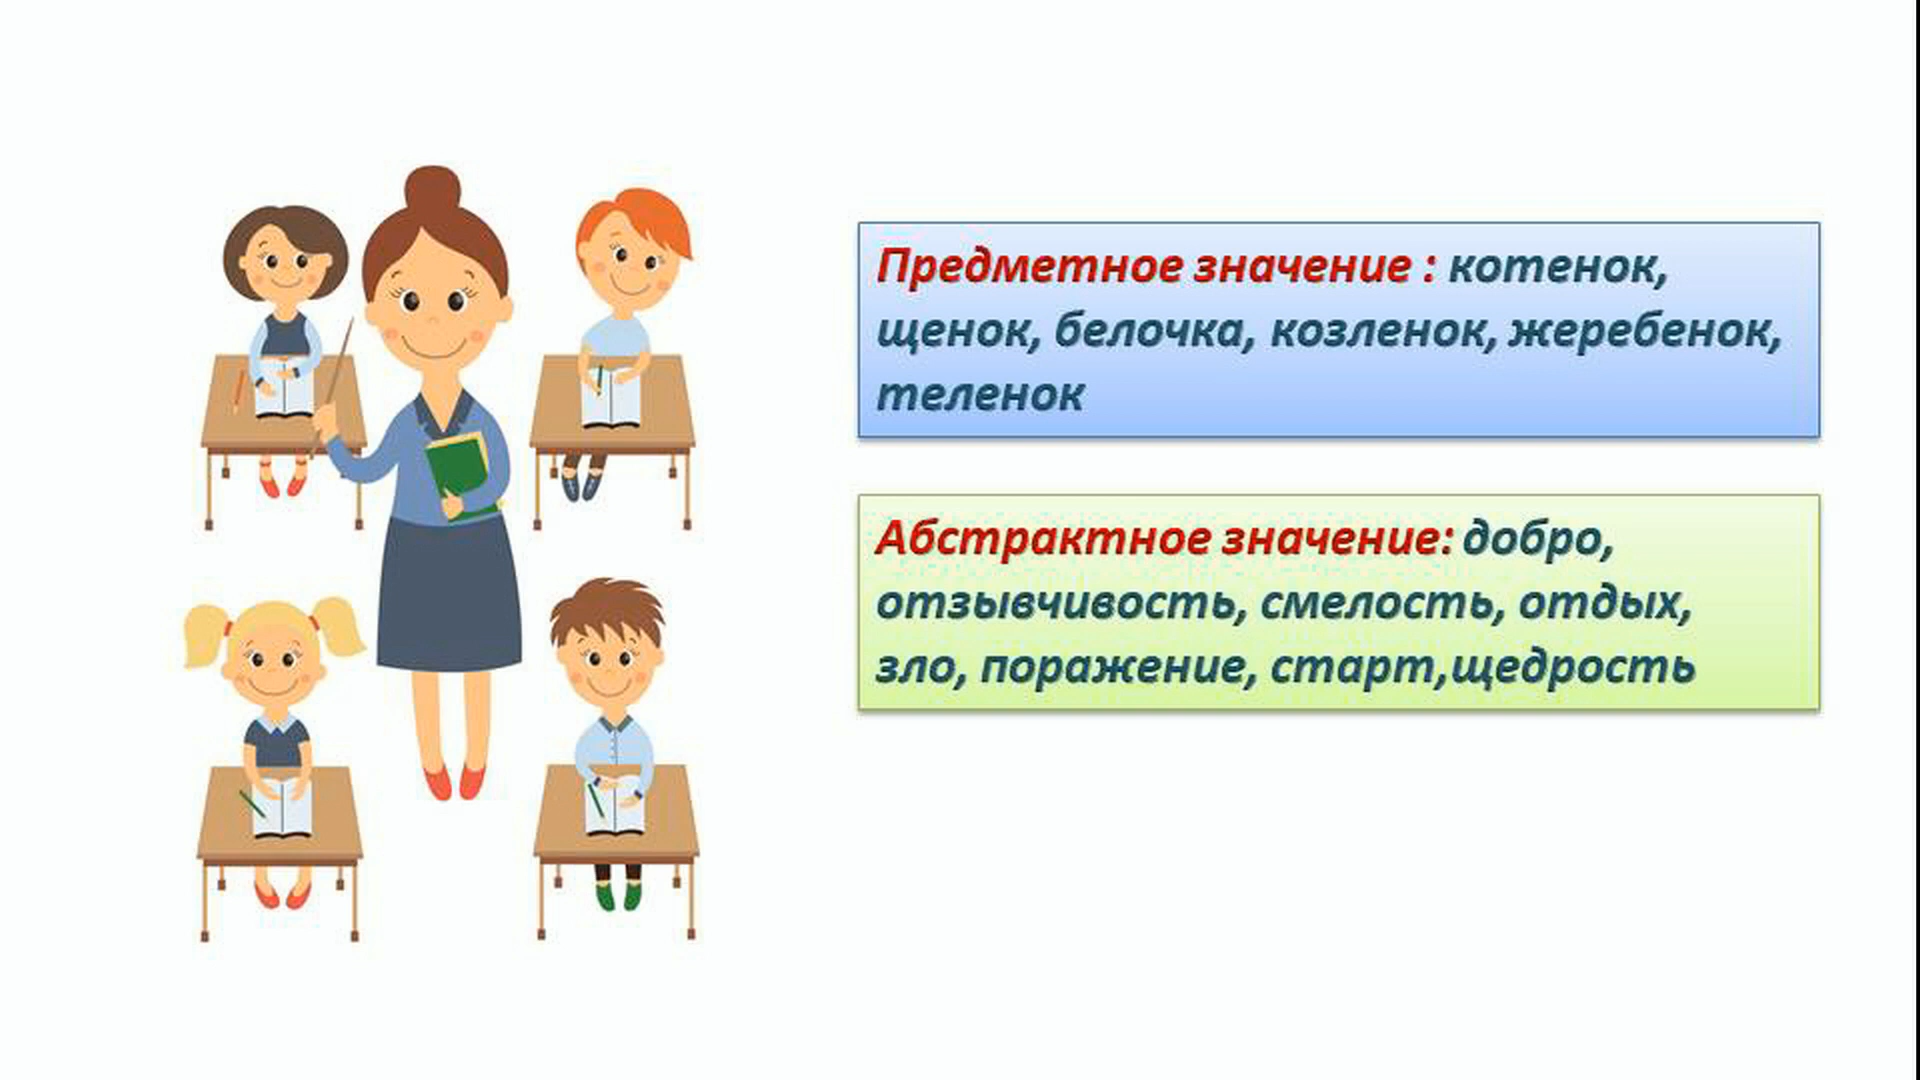 Предметное значение : котенок,
щенок, белочка, козленок, жеребенок,
теленок
Абстрактное значение: добро,
отзывчивость, смелость, отдых,
зло, поражение, старт,щедрость